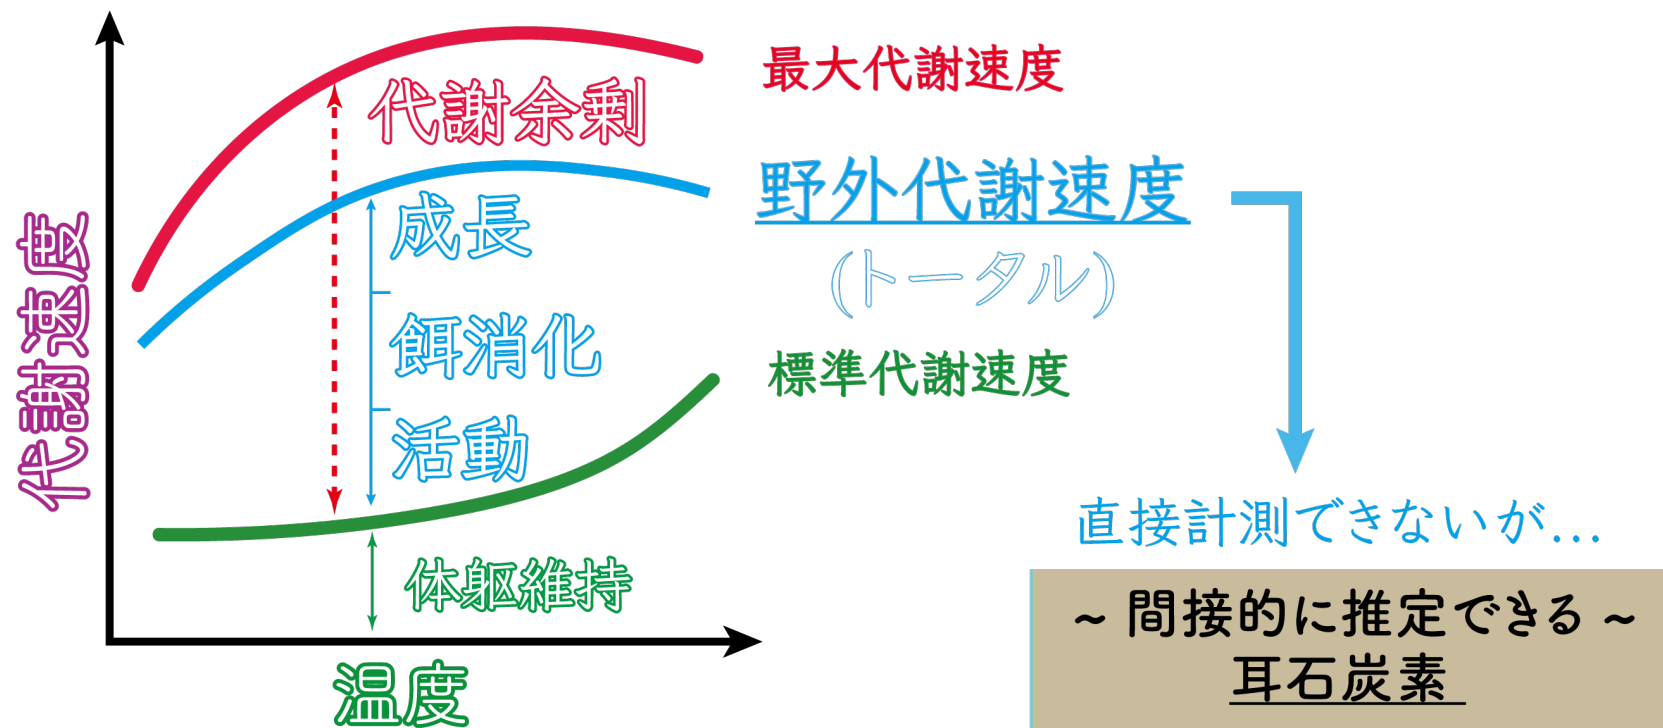 代謝速度
代謝余剰
成長
餌消化
活動
体躯維持
温度
最大代謝速度
野外代謝速度
(トータル)
標準代謝速度
直接計測できないが...
~ 間接的に推定できる ~
耳石炭素